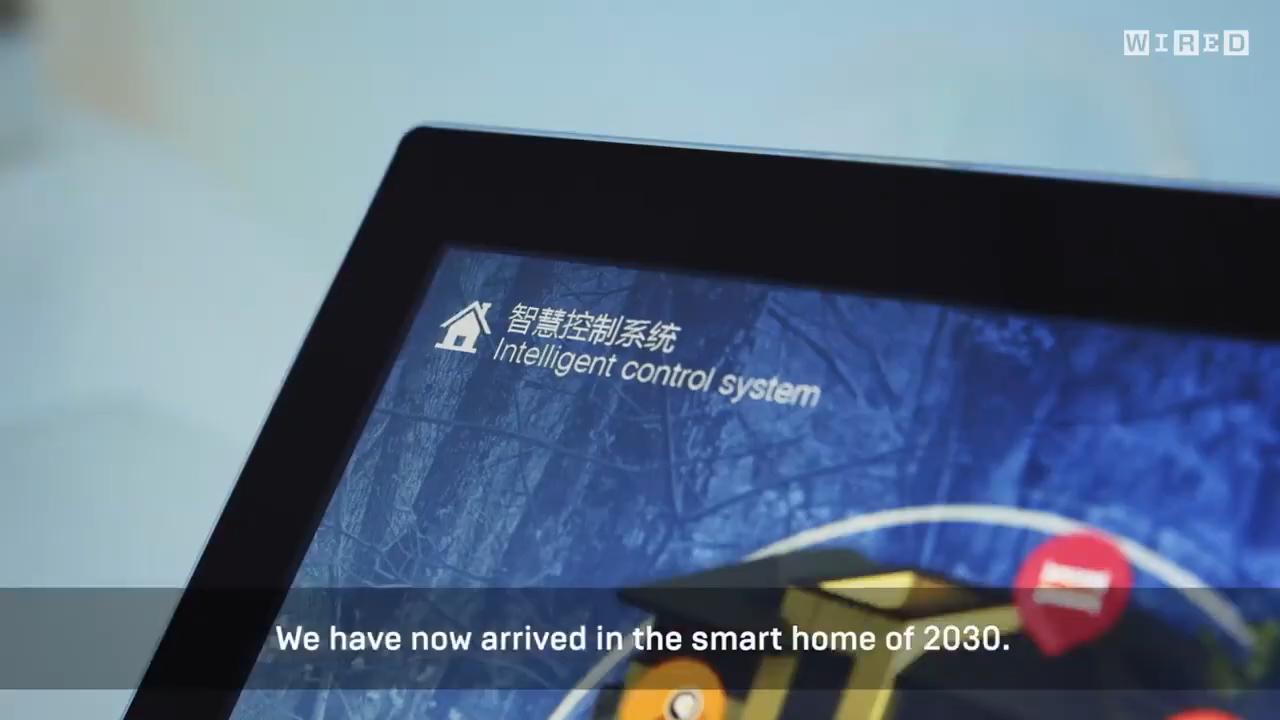 WIRED
智慧控制系统
Intelligent control system
We have now arrived in the smart home of 2030.